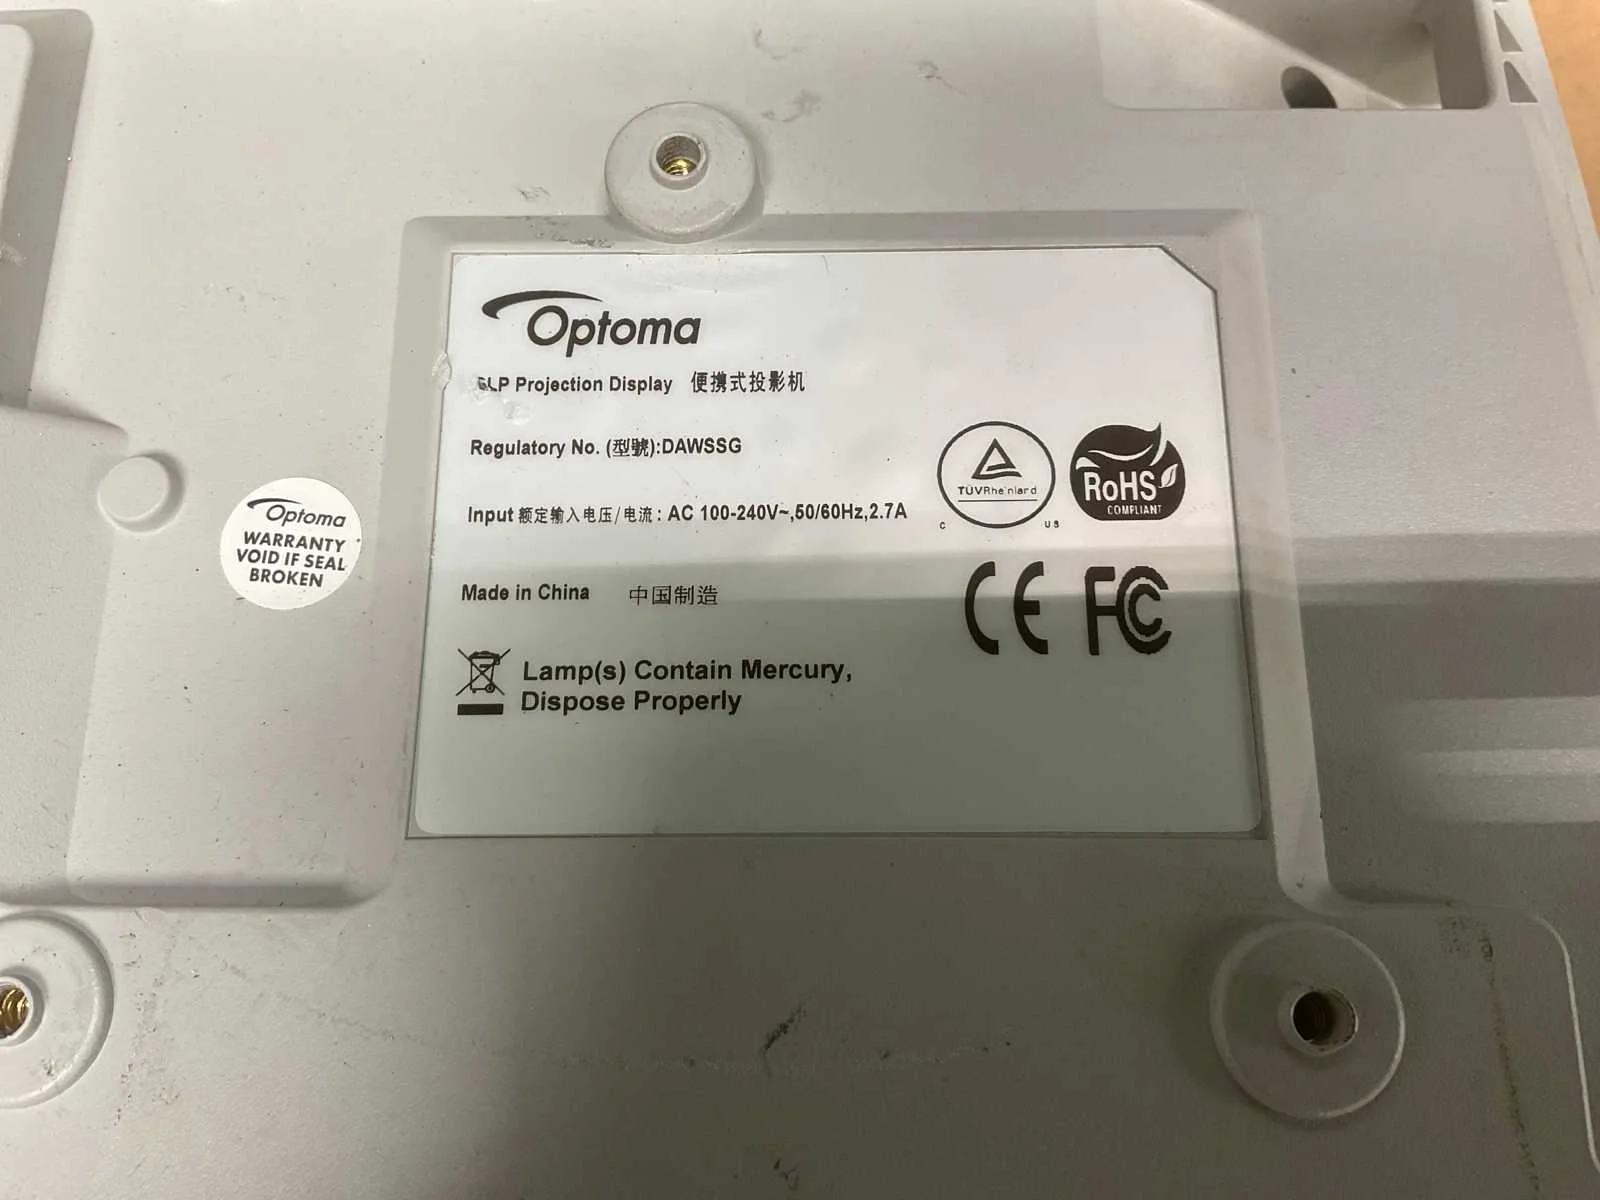 Optoma
DLP Projection Display 便携式投影机
Regulatory No. (型號):DAWSSG
Input 额定输入电压/电流: AC 100-240V~,50/60Hz,2.7A
TÜVRheinland
C US
RoHS
COMPLIANT
Made in China 中国制造
CE FC
Lamp(s) Contain Mercury,
Dispose Properly
Optoma
WARRANTY
VOID IF SEAL
BROKEN